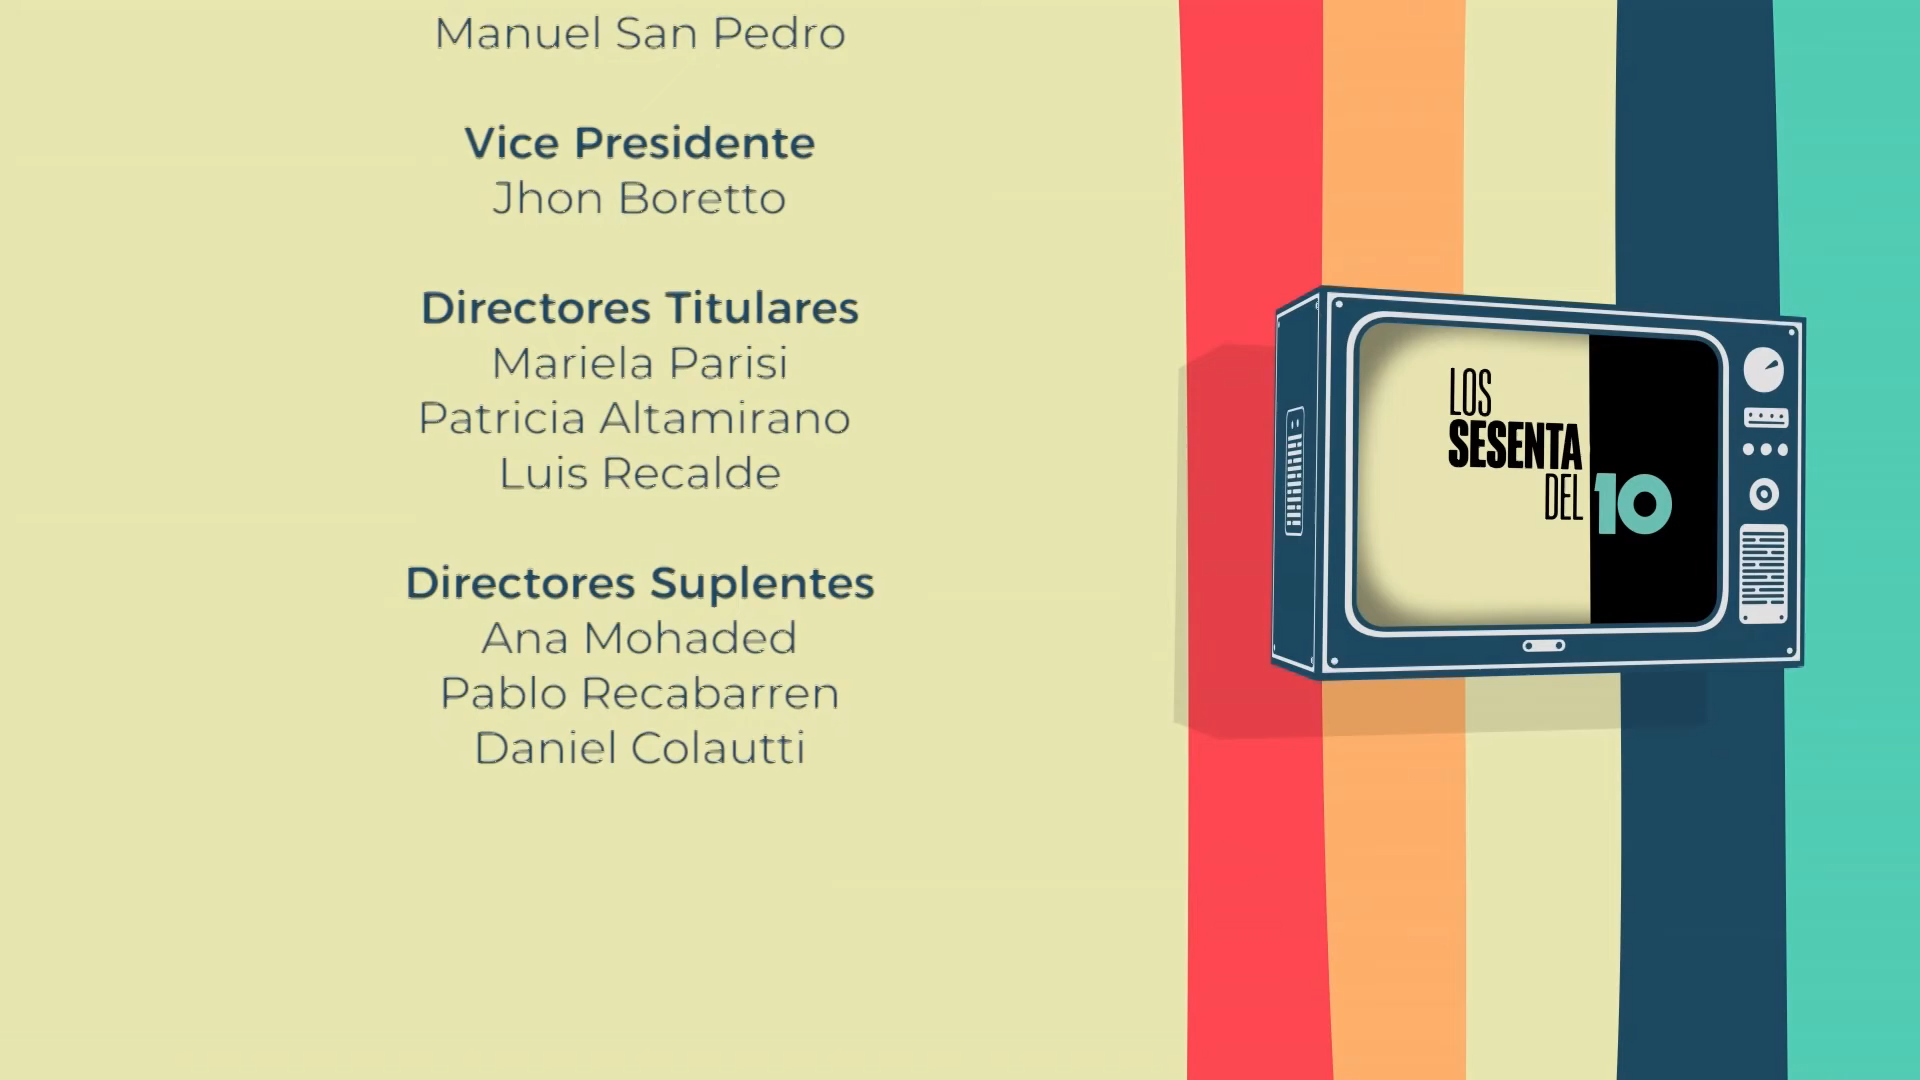 Manuel San Pedro
Vice Presidente
Jhon Boretto
Directores Titulares
Mariela Parisi
Patricia Altamirano
Luis Recalde
Directores Suplentes
Ana Mohaded
Pablo Recabarren
Daniel Colautti
LOS
SESENTA
DEL 10